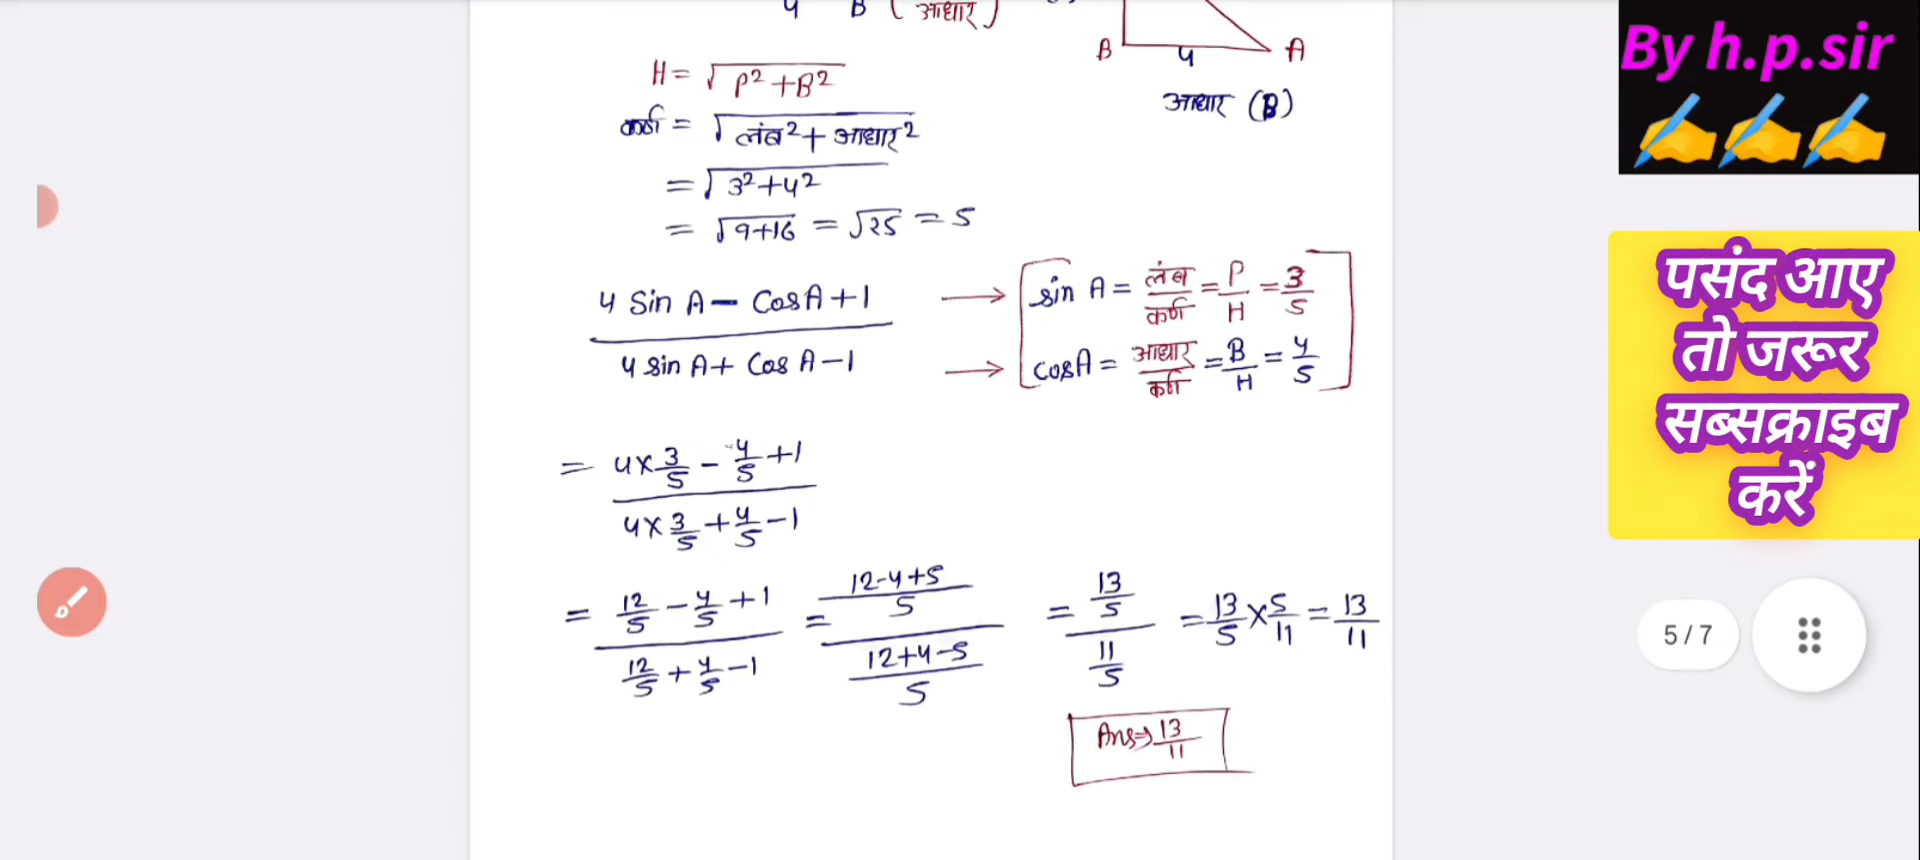 4 B (आधार)
B 4 A
आधार (B)
H = √P²+B²
कर्ण = √लंब²+आधार²
= √3²+4²
= √9+16 = √25 = 5
4 Sin A - Cos A + 1 → sin A = लंब/कर्ण = P/H = 3/5
4 sin A + Cos A - 1 → cos A = आधार/कर्ण = B/H = 4/5
= 4×3/5 - 4/5 + 1
4×3/5 + 4/5 - 1
= 12/5 - 4/5 + 1 = 12-4+5/5 = 13/5 = 13/5 × 5/11 = 13/11
12/5 + 4/5 - 1 12+4-5/5 11/5
Ans⇒ 13/11
By h.p.sir
पसंद आए
तो जरूर
सब्सक्राइब
करें
5 / 7